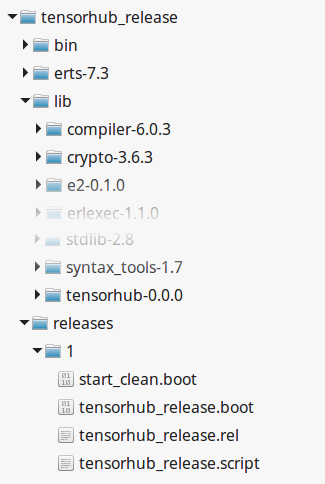 tensorhub_release
bin
erts-7.3
lib
compiler-6.0.3
crypto-3.6.3
e2-0.1.0
erlexec-1.1.0
stdlib-2.8
syntax_tools-1.7
tensorhub-0.0.0
releases
1
start_clean.boot
tensorhub_release.boot
tensorhub_release.rel
tensorhub_release.script